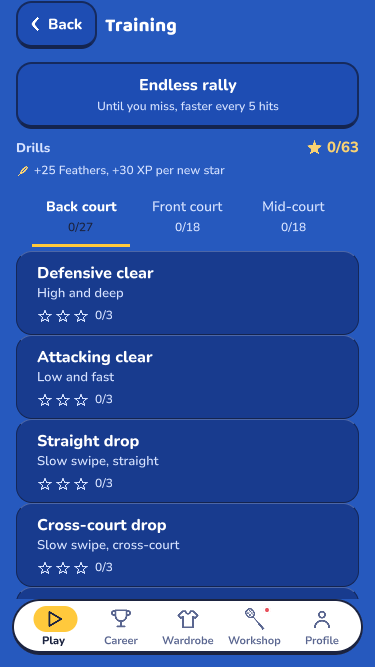 Back
Training
Endless rally
Until you miss, faster every 5 hits
Drills
0/63
+25 Feathers, +30 XP per new star
Back court
Front court
Mid-court
0/27
0/18
0/18
Defensive clear
High and deep
0/3
Attacking clear
Low and fast
0/3
Straight drop
Slow swipe, straight
0/3
Cross-court drop
Slow swipe, cross-court
0/3
Play
Career
Wardrobe
Workshop
Profile